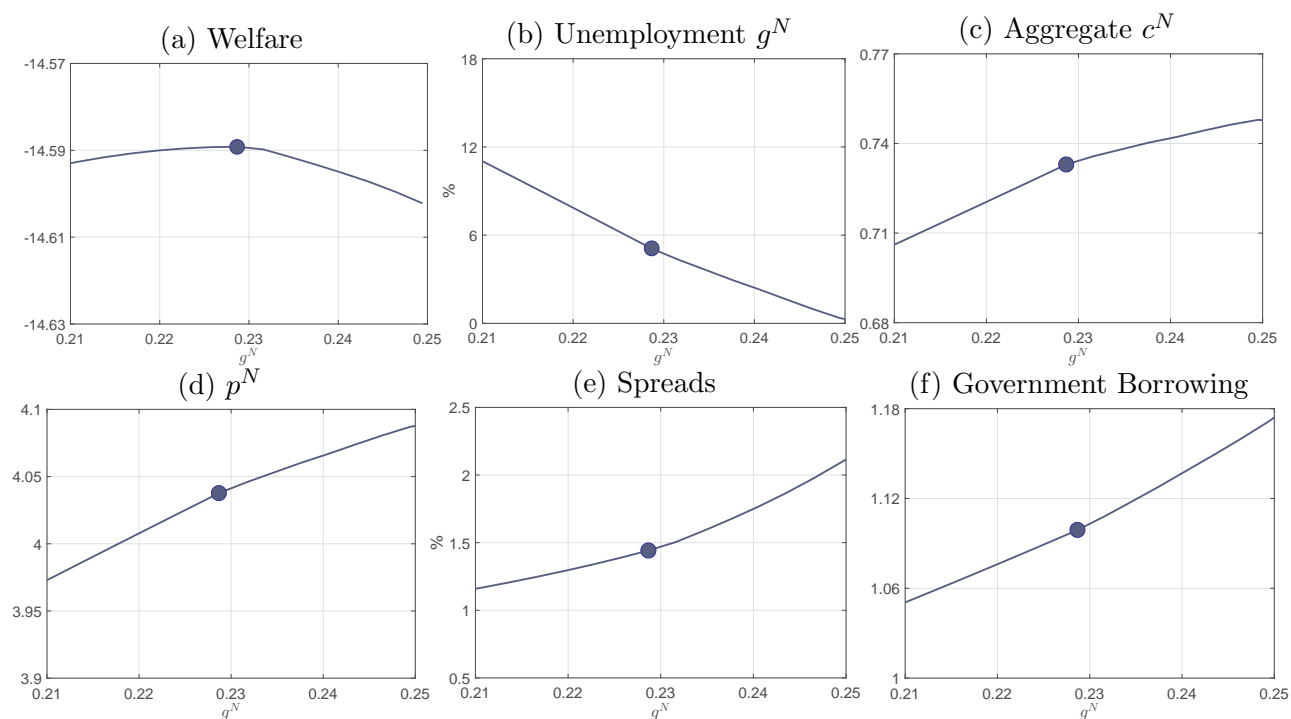 (a) Welfare
-14.57
-14.59
-14.61
-14.63
0.21 0.22 0.23 0.24 0.25
g^N
(b) Unemployment g^N
18
12
6
0
%
0.21 0.22 0.23 0.24 0.25
g^N
(c) Aggregate c^N
0.77
0.74
0.71
0.68
0.21 0.22 0.23 0.24 0.25
g^N
(d) p^N
4.1
4.05
4
3.95
3.9
0.21 0.22 0.23 0.24 0.25
g^N
(e) Spreads
2.5
2
1.5
1
0.5
%
0.21 0.22 0.23 0.24 0.25
g^N
(f) Government Borrowing
1.18
1.12
1.06
1
0.21 0.22 0.23 0.24 0.25
g^N